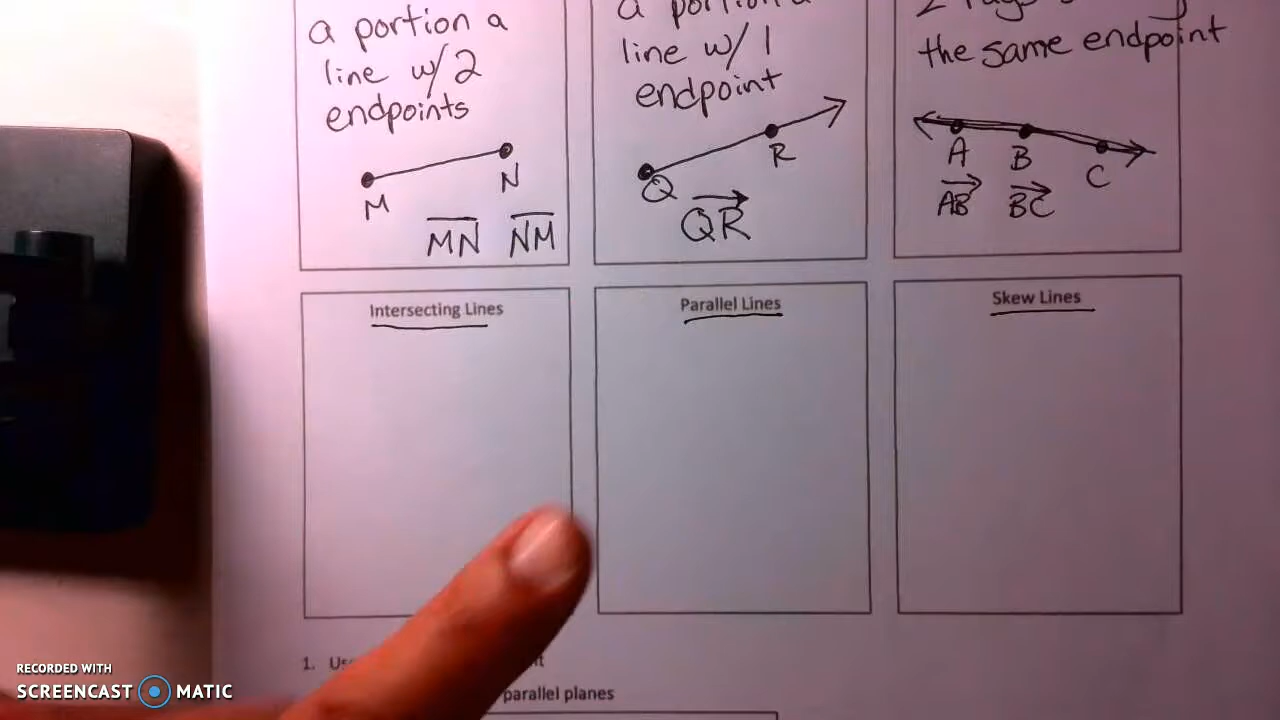 a portion a
line w/2
endpoints
M
N
MN NM
a portion a
line w/ 1
endpoint
Q
R
QR
the same endpoint
A B C
AB BC
Intersecting Lines
Parallel Lines
Skew Lines
1.
parallel planes
RECORDED WITH
SCREENCAST MATIC